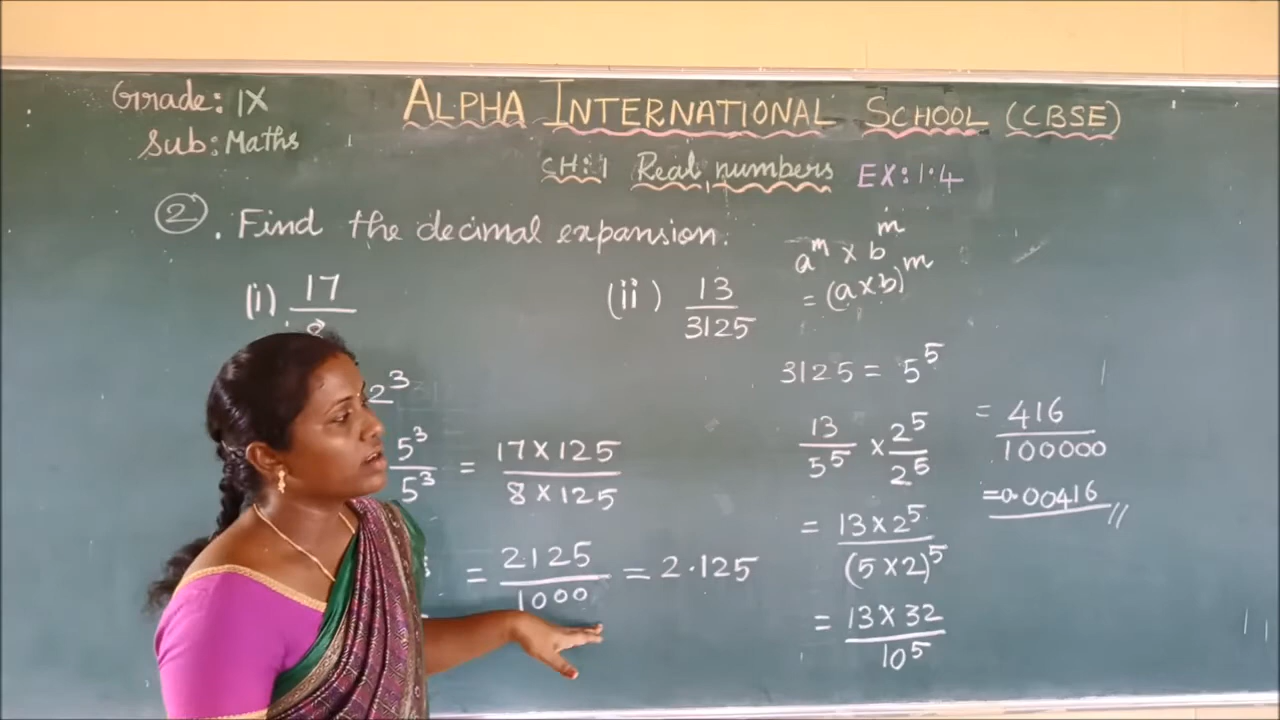 Grade: IX
Sub: Maths
ALPHA INTERNATIONAL SCHOOL (CBSE)
CH:1 Real numbers EX:1.4
2. Find the decimal expansion.
(i) 17/8
(ii) 13/3125
a^m × b^m
= (a×b)^m
2^3
5^3/5^3 = 17×125/8×125
= 2125/1000 = 2.125
3125 = 5^5
13/5^5 × 2^5/2^5
= 13×2^5/(5×2)^5
= 13×32/10^5
= 416/100000
=0.00416//